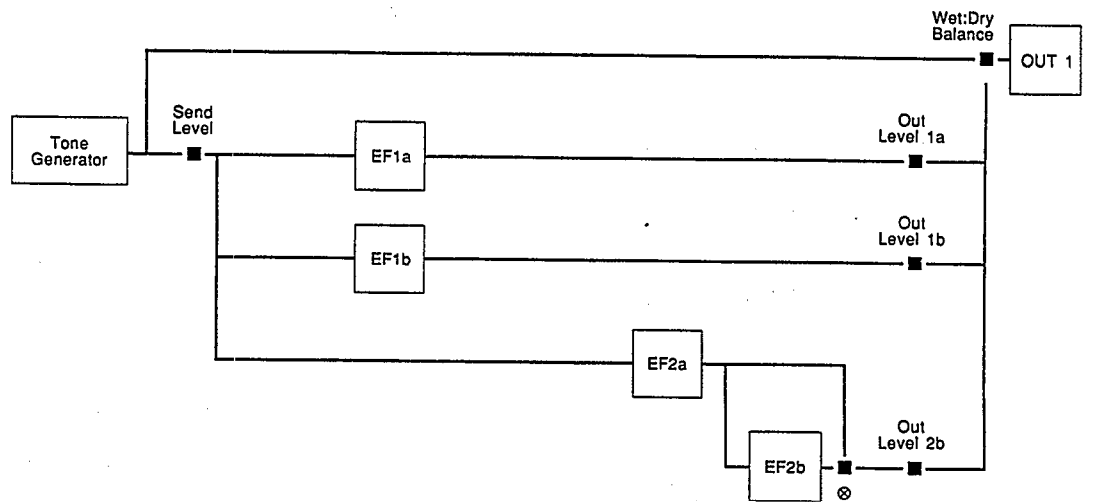 Wet:Dry
Balance
OUT 1
Send
Level
Tone
Generator
EF1a
Out
Level 1a
EF1b
Out
Level 1b
EF2a
Out
Level 2b
EF2b